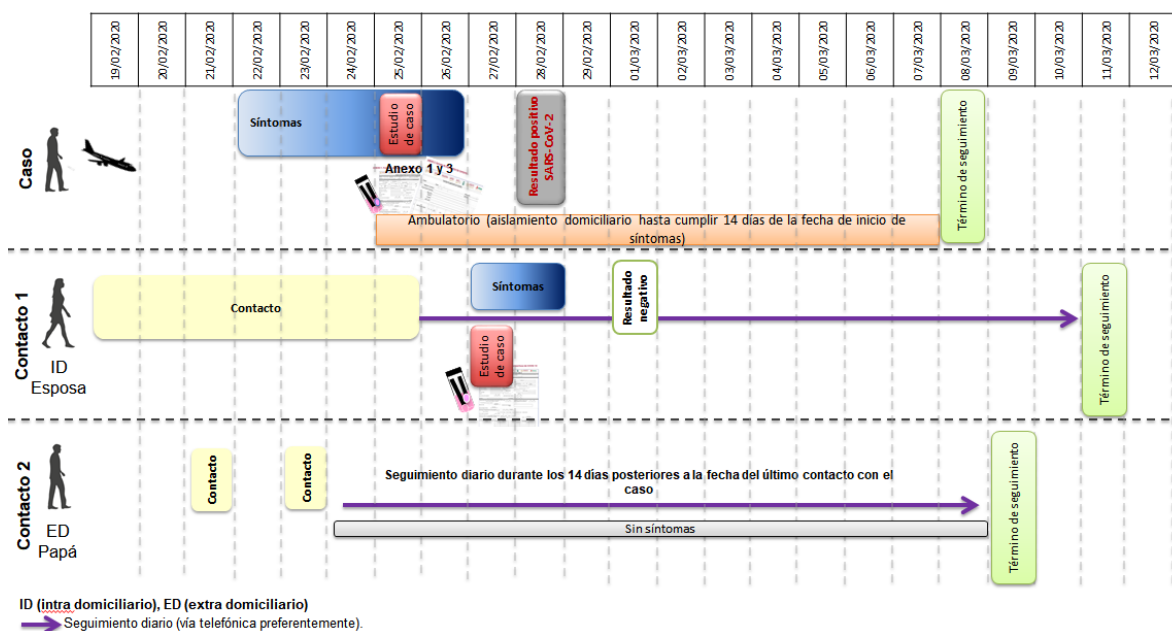 19/02/2020
20/02/2020
21/02/2020
22/02/2020
23/02/2020
24/02/2020
25/02/2020
26/02/2020
27/02/2020
28/02/2020
29/02/2020
01/03/2020
02/03/2020
03/03/2020
04/03/2020
05/03/2020
06/03/2020
07/03/2020
08/03/2020
09/03/2020
10/03/2020
11/03/2020
12/03/2020
Caso
Síntomas
Estudio
de caso
Anexo 1 y 3
Resultado positivo
SARS-CoV-2
Ambulatorio (aislamiento domiciliario hasta cumplir 14 días de la fecha de inicio de
síntomas)
Término de seguimiento
Contacto 1
ID
Esposa
Contacto
Síntomas
Estudio
de caso
Resultado
negativo
Término de seguimiento
Contacto 2
ED
Papá
Contacto
Contacto
Seguimiento diario durante los 14 días posteriores a la fecha del último contacto con el
caso
Sin síntomas
Término de seguimiento
ID (intra domiciliario), ED (extra domiciliario)
Seguimiento diario (vía telefónica preferentemente).